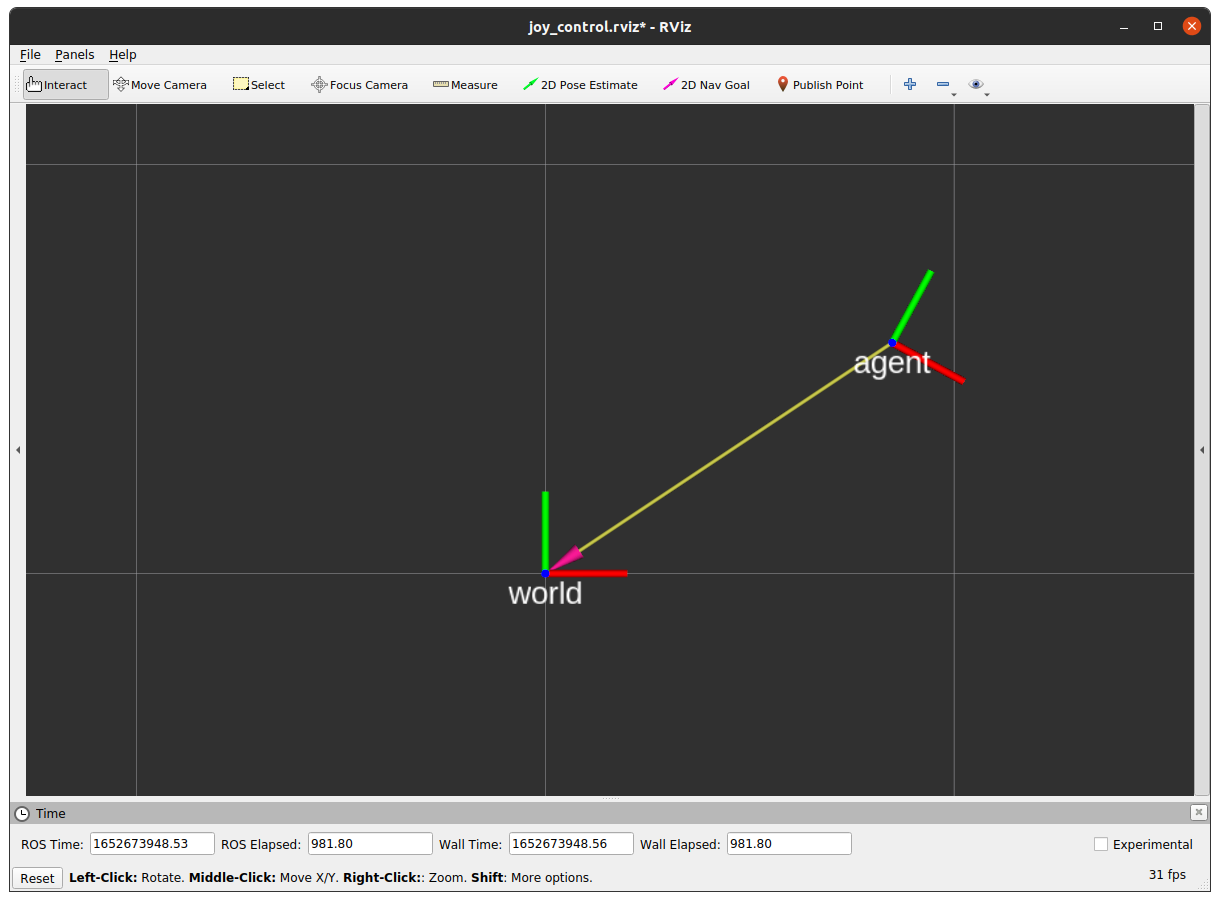 joy_control.rviz* - RViz
File Panels Help
Interact Move Camera Select Focus Camera Measure 2D Pose Estimate 2D Nav Goal Publish Point
agent
world
Time
ROS Time: 1652673948.53 ROS Elapsed: 981.80 Wall Time: 1652673948.56 Wall Elapsed: 981.80 Experimental
Reset Left-Click: Rotate. Middle-Click: Move X/Y. Right-Click:: Zoom. Shift: More options. 31 fps